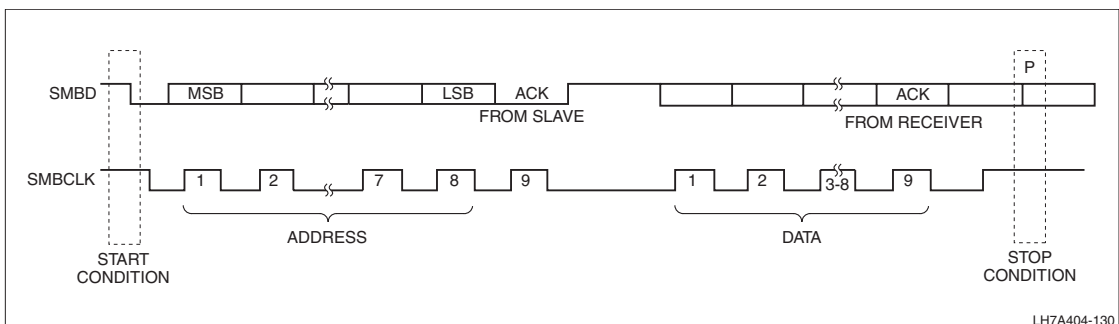 P
SMBD
MSB
LSB
ACK
ACK
FROM SLAVE
FROM RECEIVER
SMBCLK
1
2
7
8
9
1
2
3-8
9
ADDRESS
DATA
START
CONDITION
STOP
CONDITION
LH7A404-130